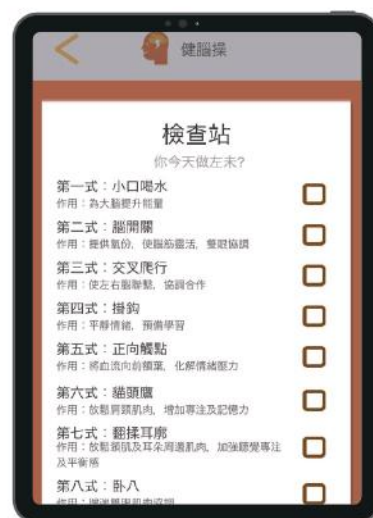 健腦操
檢查站
你今天做左未?
第一式：小口喝水
作用：為大腦提升能量
第二式：腦開關
作用：提供氧份，使腦筋靈活，雙眼協調
第三式：交叉爬行
作用：使左右腦聯繫，協調合作
第四式：掛鈎
作用：平靜情緒，預備學習
第五式：正向觸點
作用：將血流向前額葉，化解情緒壓力
第六式：貓頭鷹
作用：放鬆肩頸肌肉，增加專注及記憶力
第七式：翻揉耳廓
作用：放鬆頭肌及耳朵周邊肌肉，加強聽覺專注
及平衡感
第八式：臥八